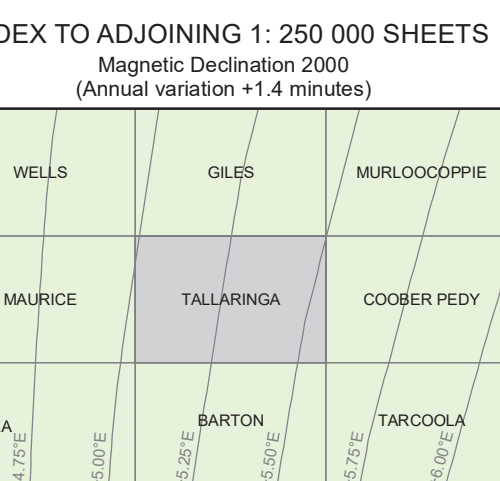 DEX TO ADJOINING 1: 250 000 SHEETS
Magnetic Declination 2000
(Annual variation +1.4 minutes)
WELLS GILES MURLOOCOPPIE
MAURICE TALLARINGA COOBER PEDY
A BARTON TARCOOLA
4.75°E 5.00°E 5.25°E 5.50°E 5.75°E 6.00°E